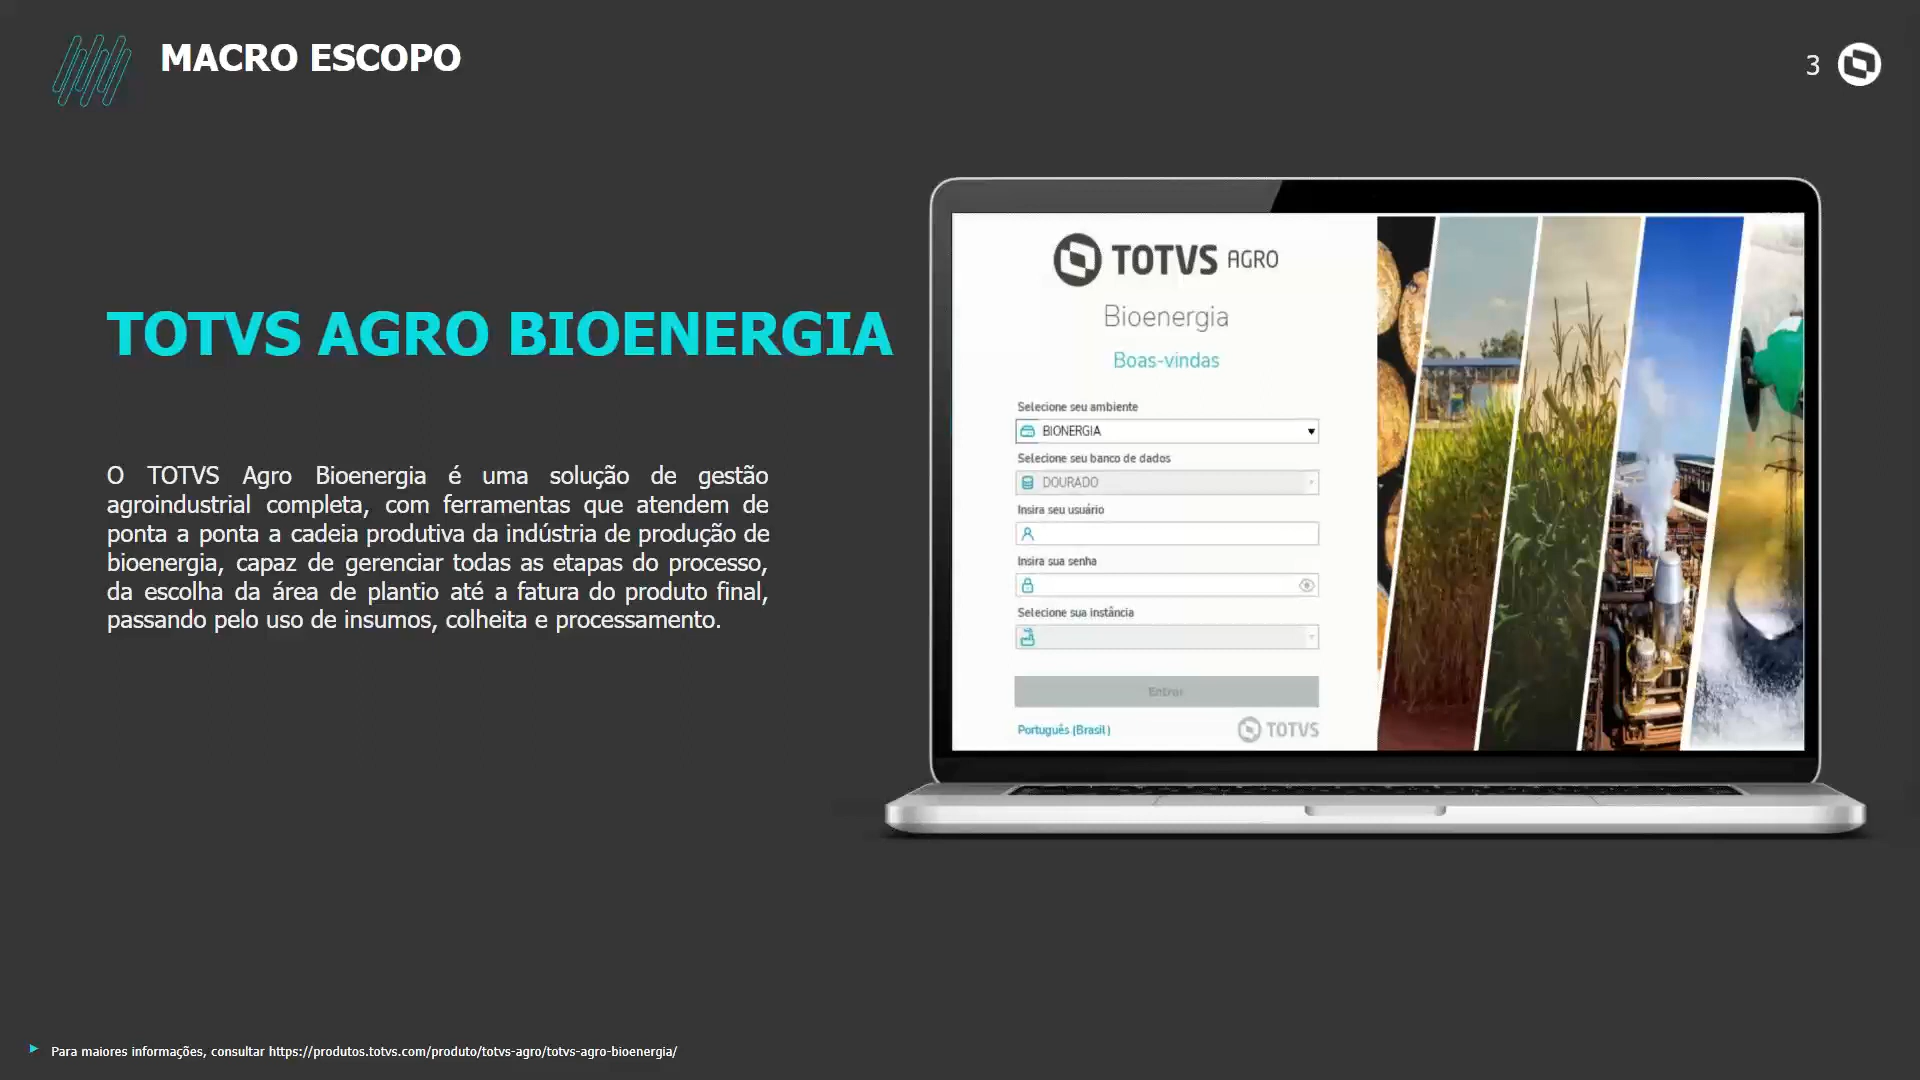 MACRO ESCOPO
3
TOTVS AGRO BIOENERGIA
O TOTVS Agro Bioenergia é uma solução de gestão
agroindustrial completa, com ferramentas que atendem de
ponta a ponta a cadeia produtiva da indústria de produção de
bioenergia, capaz de gerenciar todas as etapas do processo,
da escolha da área de plantio até a fatura do produto final,
passando pelo uso de insumos, colheita e processamento.
TOTVS AGRO
Bioenergia
Boas-vindas
Selecione seu ambiente
BIONERGIA
Selecione seu banco de dados
DOURADO
Insira seu usuário
Insira sua senha
Selecione sua instância
Entrar
Português (Brasil)
TOTVS
Para maiores informações, consultar https://produtos.totvs.com/produto/totvs-agro/totvs-agro-bioenergia/